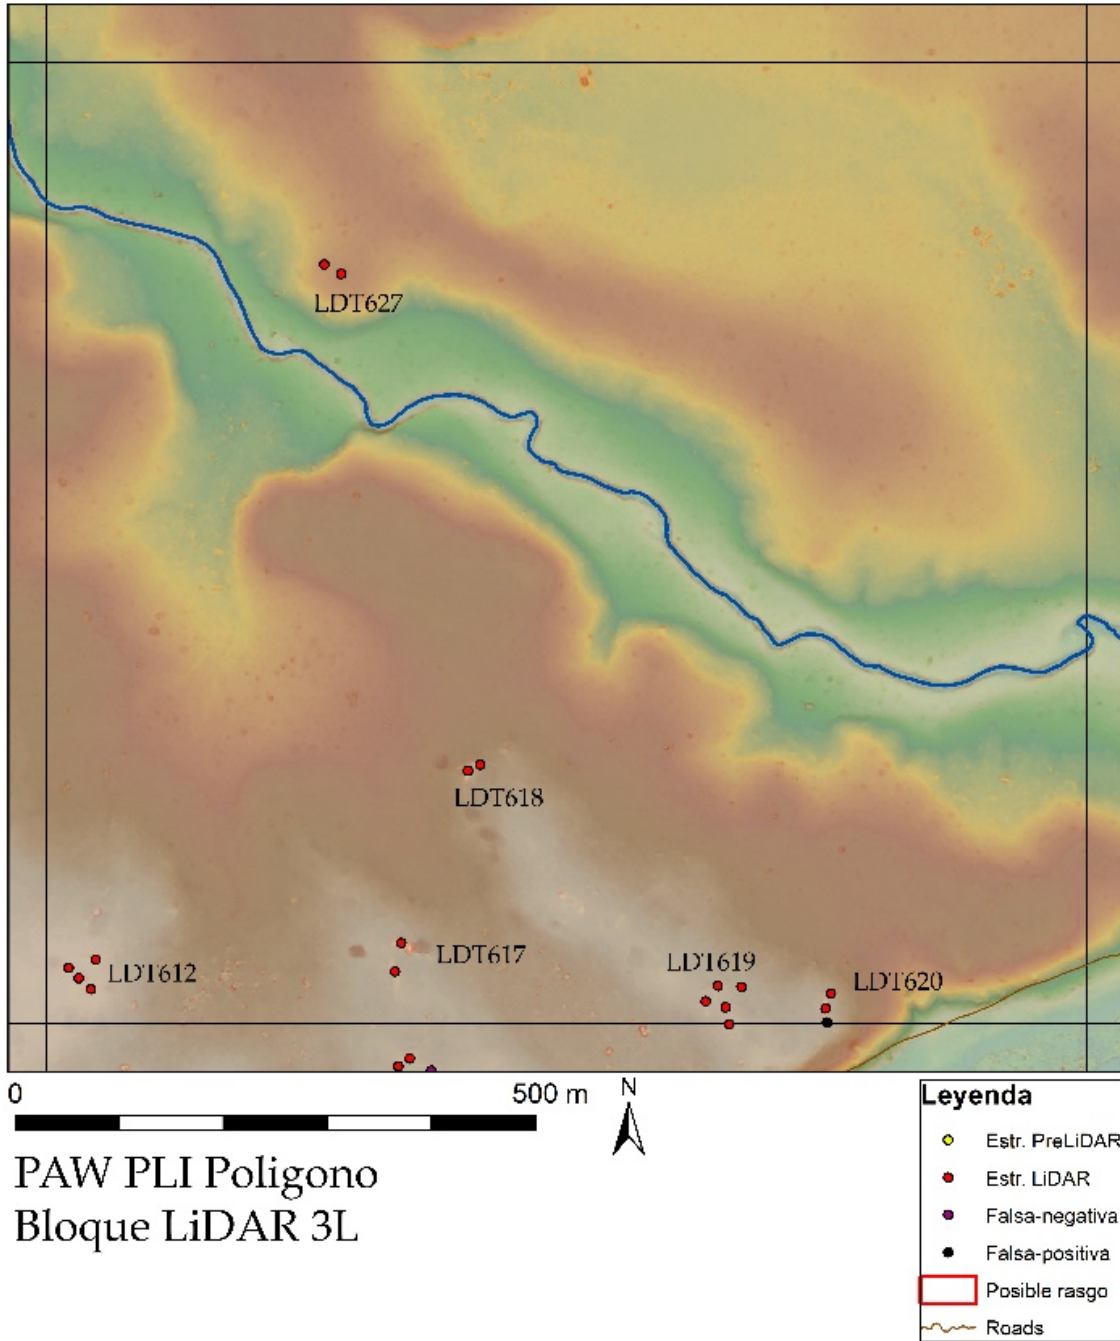 LDT627
LDT618
LDT617
LDT612
LDT619
LDT620
0 500 m
N
PAW PLI Poligono
Bloque LiDAR 3L
Leyenda
Estr. PreLiDAR
Estr. LiDAR
Falsa-negativa
Falsa-positiva
Posible rasgo
Roads